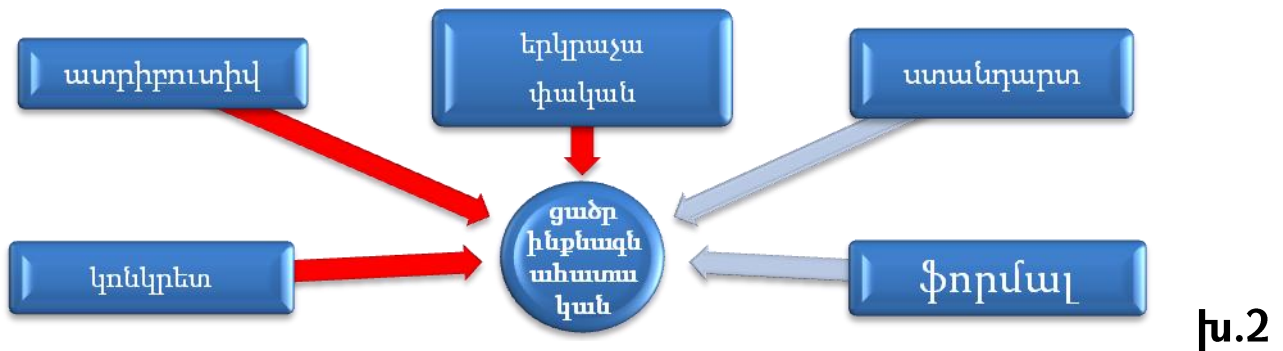 ատրիբուտիվ
երկրաչա
փական
ստանդարտ
ցածր
ինքնագն
ահատա
կան
կոնկրետ
ֆորմալ
խ.2